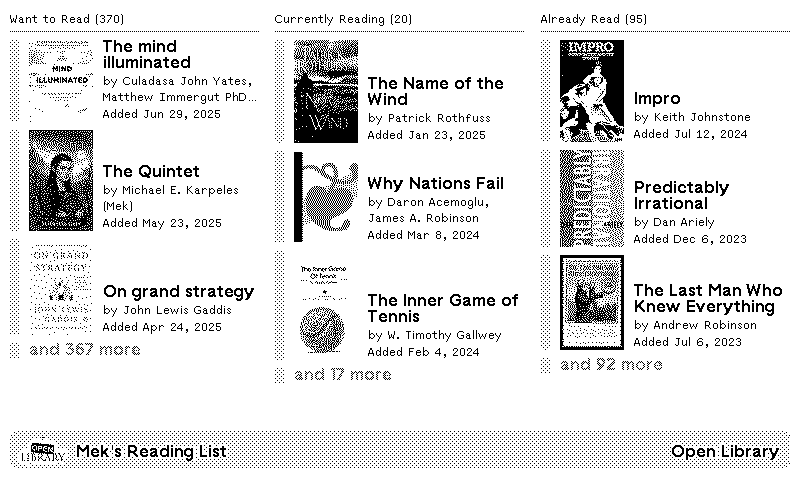 Want to Read (370)
The mind
illuminated
by Culadasa John Yates,
Matthew Immergut PhD...
Added Jun 29, 2025
MIND
ILLUMINATED
The Quintet
by Michael E. Karpeles
(Mek)
Added May 23, 2025
ON GRAND
STRATEGY
JOHN LEWIS
GADDIS
On grand strategy
by John Lewis Gaddis
Added Apr 24, 2025
and 367 more
Currently Reading (20)
WIND
The Name of the
Wind
by Patrick Rothfuss
Added Jan 23, 2025
Why Nations Fail
by Daron Acemoglu,
James A. Robinson
Added Mar 8, 2024
The Inner Game
Of Tennis
The Inner Game of
Tennis
by W. Timothy Gallwey
Added Feb 4, 2024
and 17 more
Already Read (95)
IMPRO
Impro
by Keith Johnstone
Added Jul 12, 2024
Predictably
Irrational
by Dan Ariely
Added Dec 6, 2023
The Last Man Who
Knew Everything
by Andrew Robinson
Added Jul 6, 2023
and 92 more
OPEN
LIBRARY
Mek's Reading List
Open Library